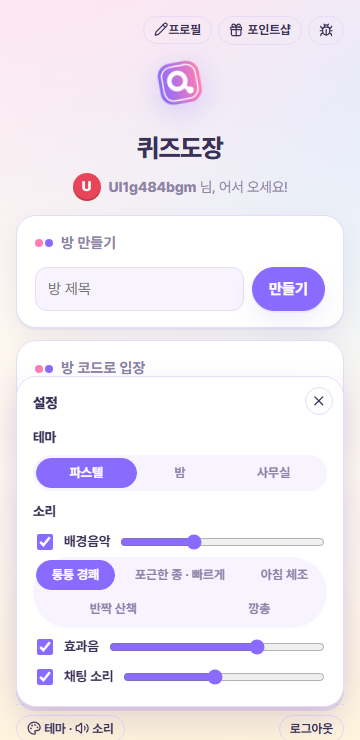 프로필 포인트샵
퀴즈도장
U Ul1g484bgm 님, 어서 오세요!
방 만들기
방 제목 만들기
방 코드로 입장
설정
테마
파스텔 밤 사무실
소리
배경음악
통통 경쾌 포근한 종 · 빠르게 아침 체조
반짝 산책 깡총
효과음
채팅 소리
테마 · 소리 로그아웃